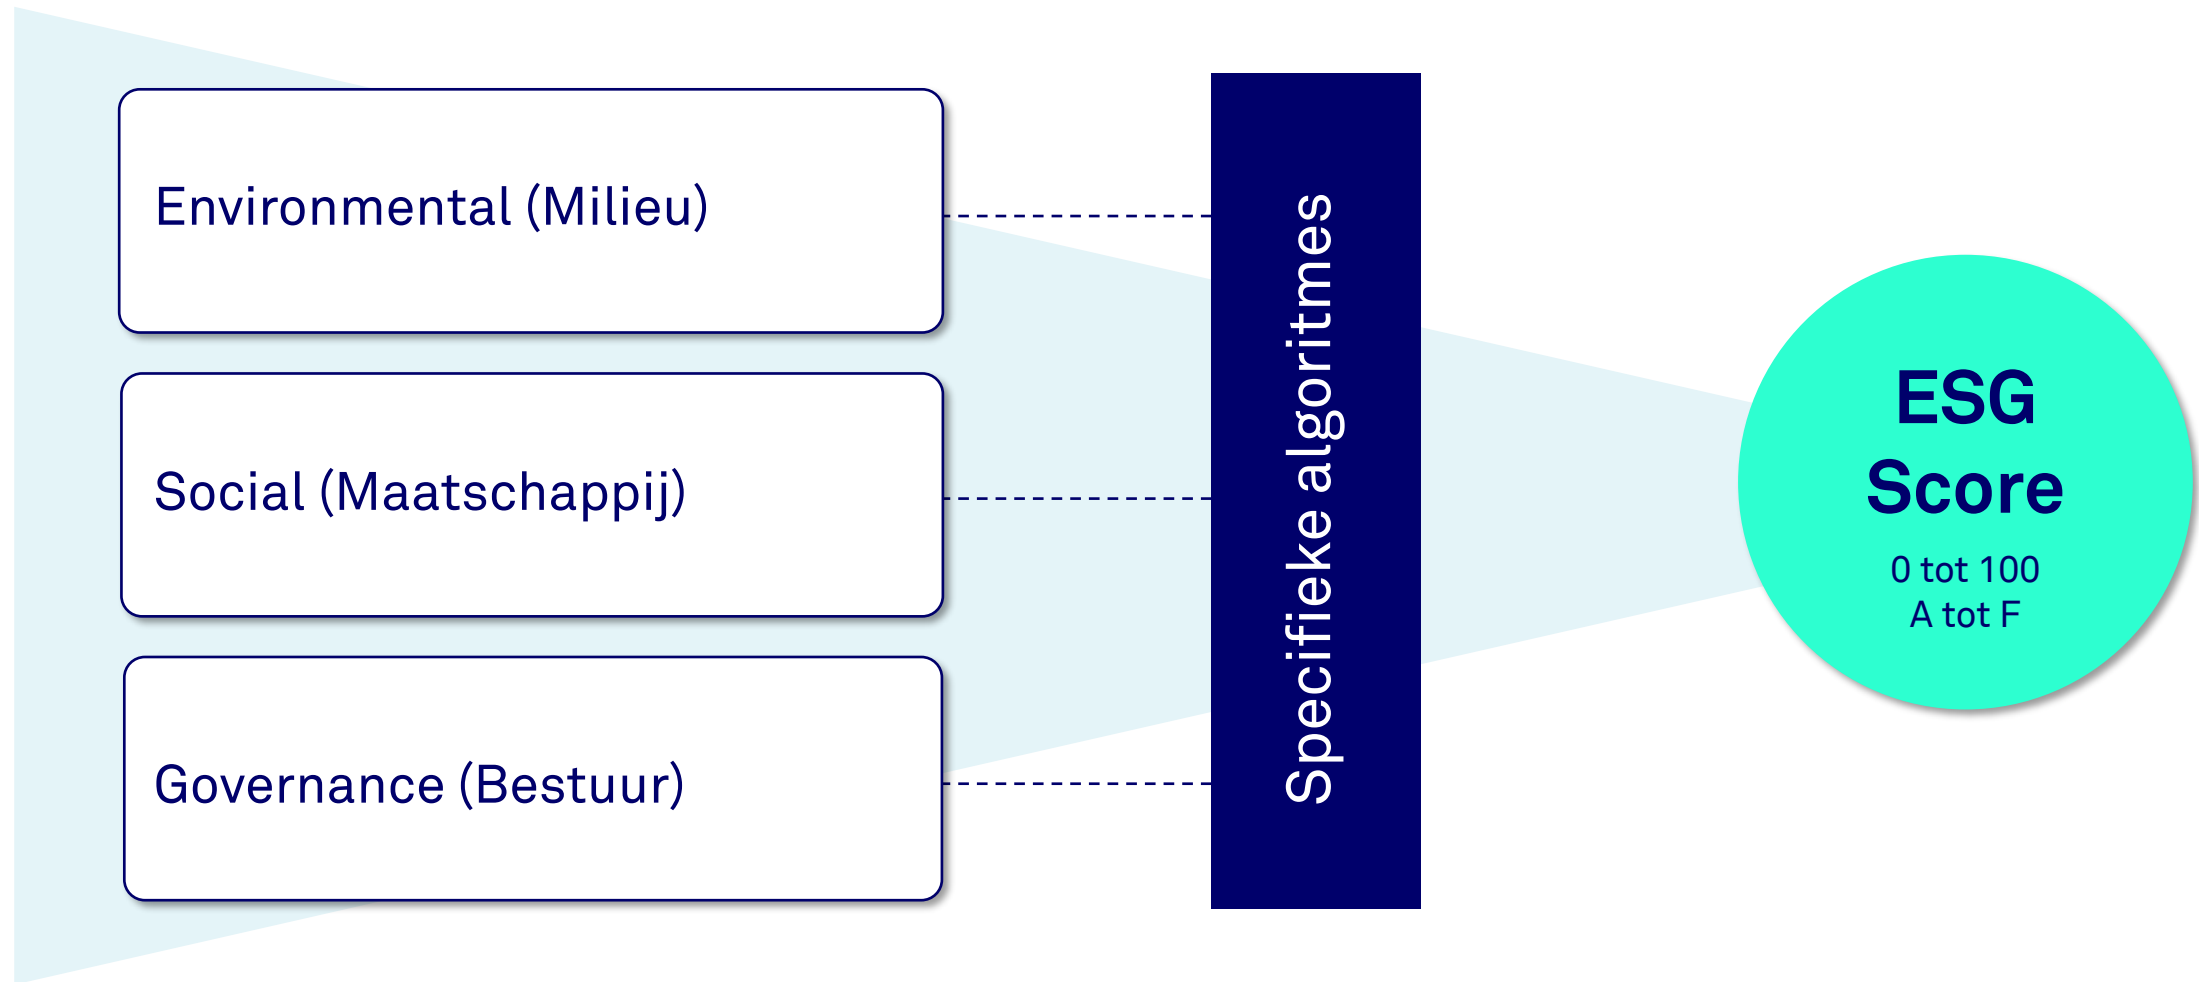 Environmental (Milieu)
Social (Maatschappij)
Governance (Bestuur)
Specifieke algoritmes
ESG
Score
0 tot 100
A tot F